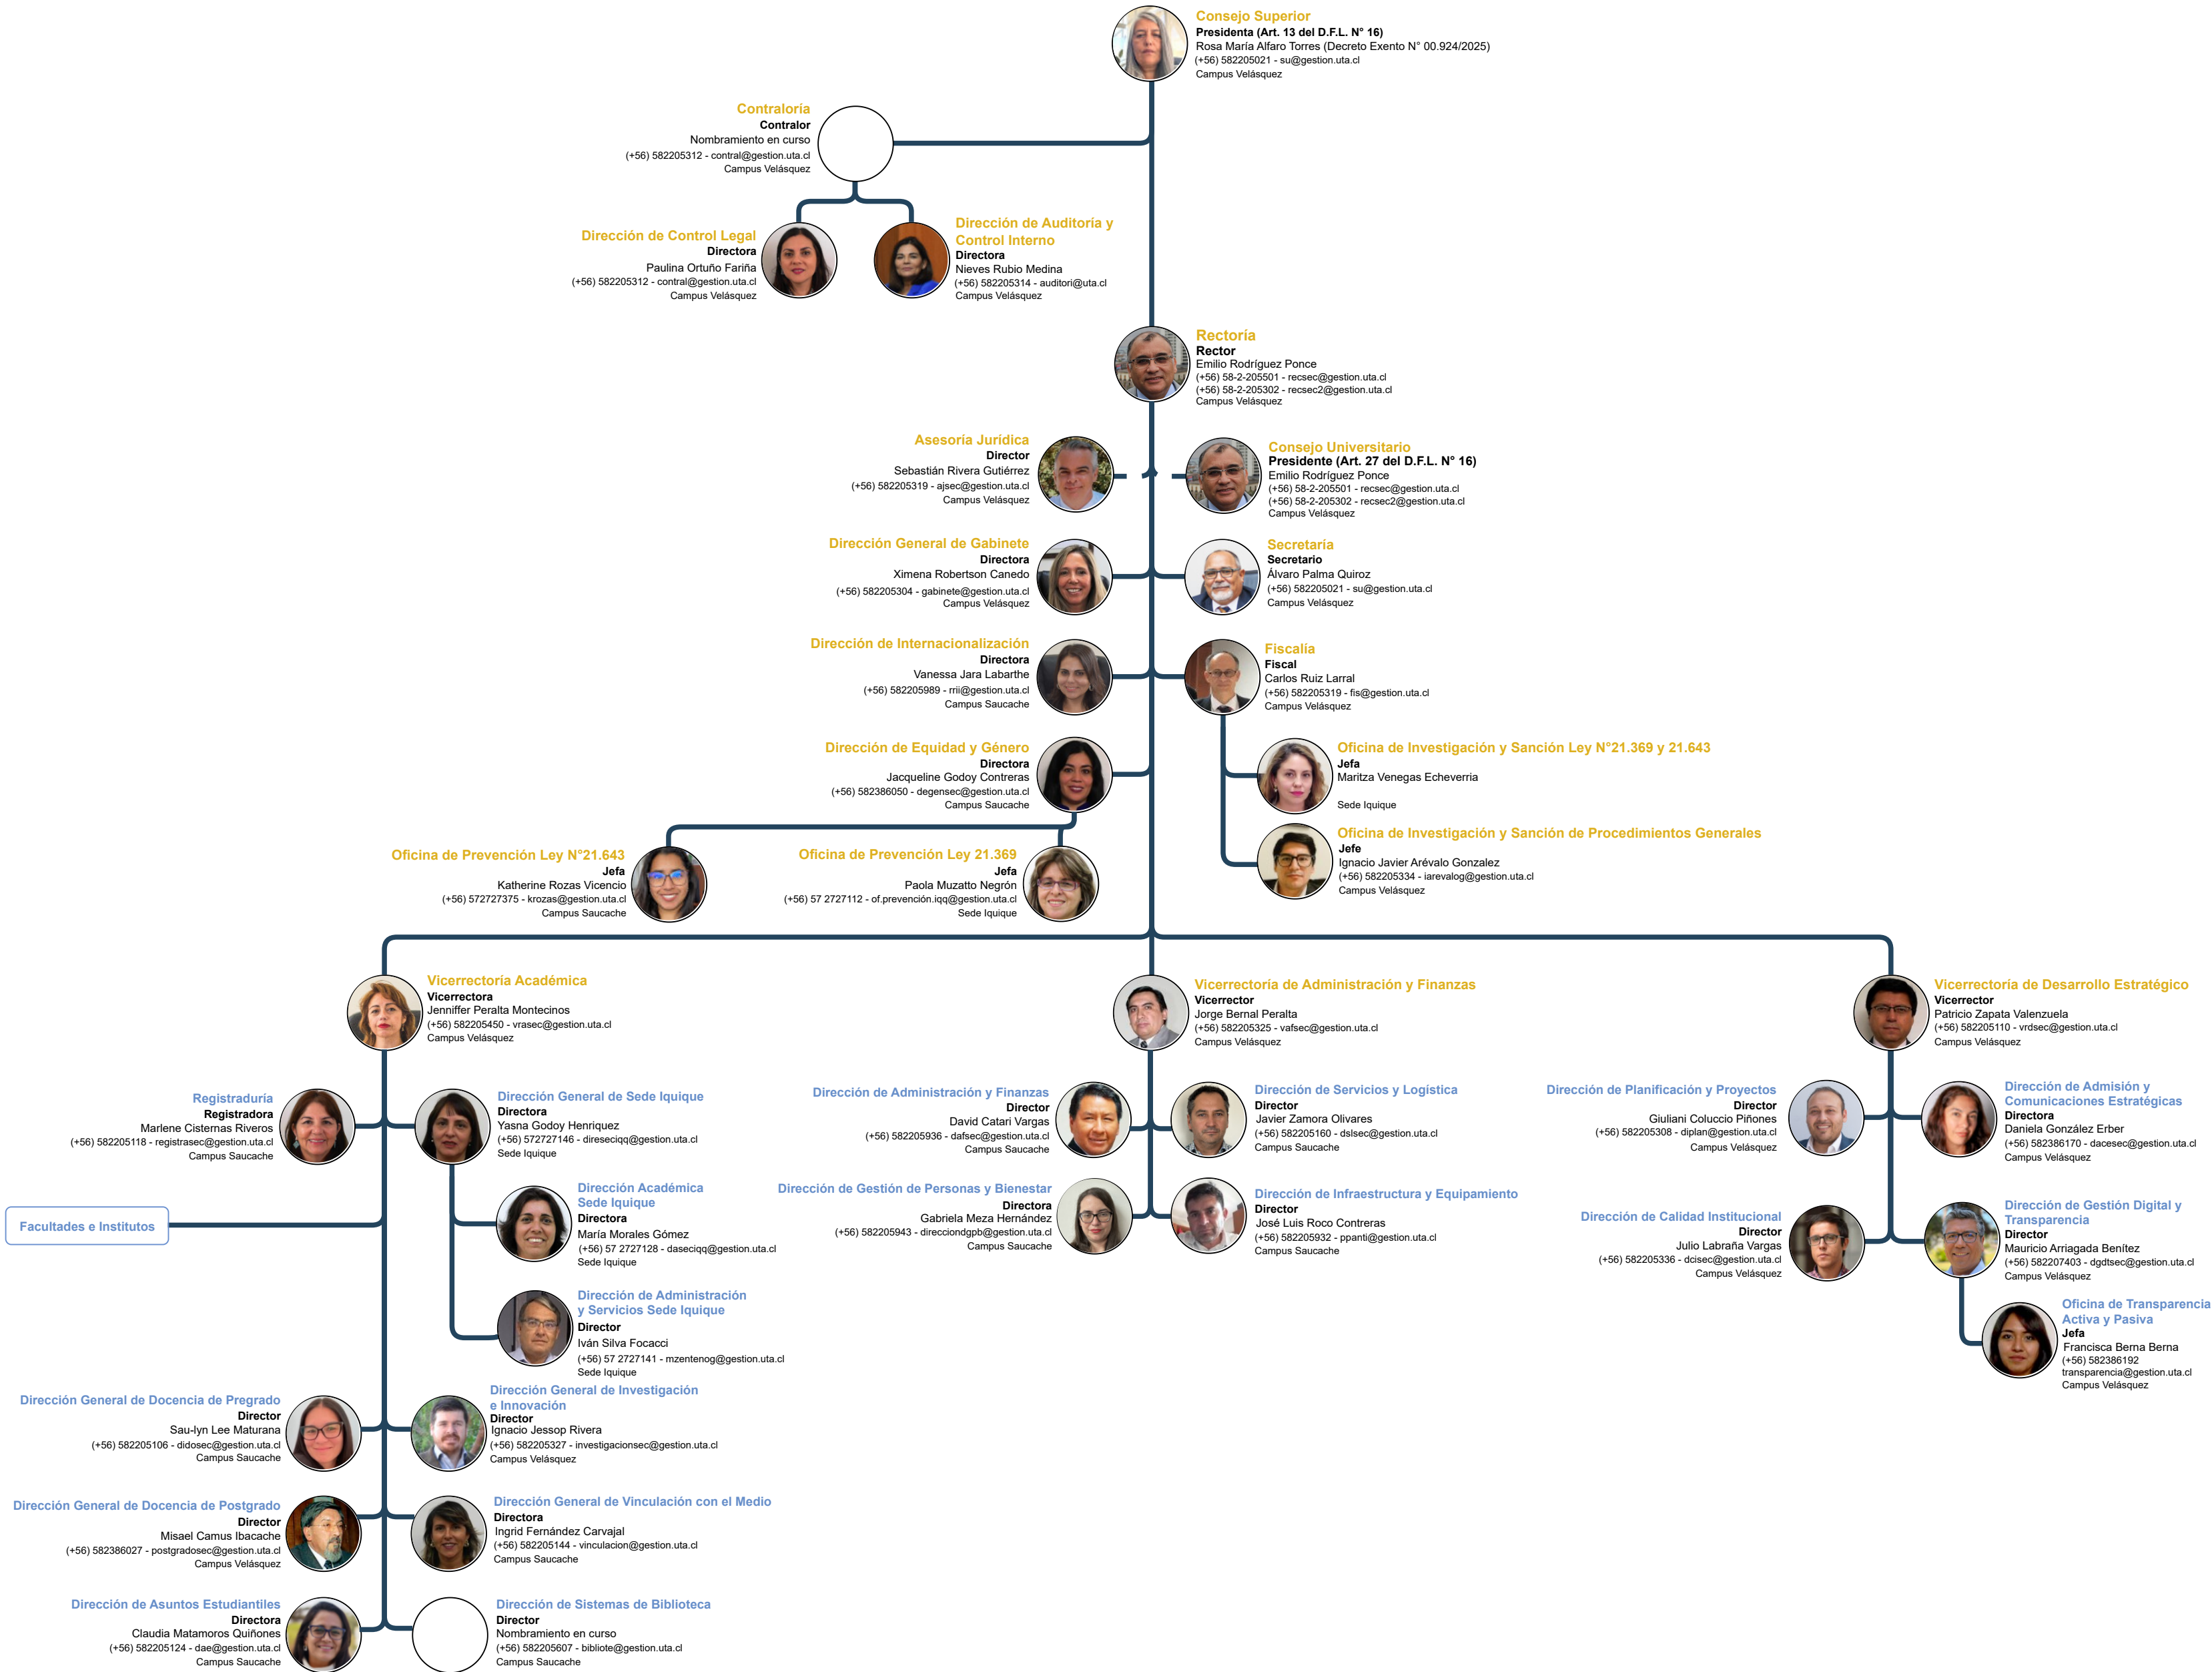 Consejo Superior
Presidenta (Art. 13 del D.F.L. N° 16)
Rosa María Alfaro Torres (Decreto Exento N° 00.924/2025)
(+56) 582205021 - su@gestion.uta.cl
Campus Velásquez
Contraloría
Contralor
Nombramiento en curso
(+56) 582205312 - contral@gestion.uta.cl
Campus Velásquez
Dirección de Control Legal
Directora
Paulina Ortuño Fariña
(+56) 582205312 - contral@gestion.uta.cl
Campus Velásquez
Dirección de Auditoría y
Control Interno
Directora
Nieves Rubio Medina
(+56) 582205314 - auditori@uta.cl
Campus Velásquez
Rectoría
Rector
Emilio Rodríguez Ponce
(+56) 58-2-205501 - recsec@gestion.uta.cl
(+56) 58-2-205302 - recsec2@gestion.uta.cl
Campus Velásquez
Asesoría Jurídica
Director
Sebastián Rivera Gutiérrez
(+56) 582205319 - ajsec@gestion.uta.cl
Campus Velásquez
Consejo Universitario
Presidente (Art. 27 del D.F.L. N° 16)
Emilio Rodríguez Ponce
(+56) 58-2-205501 - recsec@gestion.uta.cl
(+56) 58-2-205302 - recsec2@gestion.uta.cl
Campus Velásquez
Dirección General de Gabinete
Directora
Ximena Robertson Canedo
(+56) 582205304 - gabinete@gestion.uta.cl
Campus Velásquez
Secretaría
Secretario
Álvaro Palma Quiroz
(+56) 582205021 - su@gestion.uta.cl
Campus Velásquez
Dirección de Internacionalización
Directora
Vanessa Jara Labarthe
(+56) 582205989 - rrii@gestion.uta.cl
Campus Saucache
Fiscalía
Fiscal
Carlos Ruiz Larral
(+56) 582205319 - fis@gestion.uta.cl
Campus Velásquez
Dirección de Equidad y Género
Directora
Jacqueline Godoy Contreras
(+56) 582386050 - degensec@gestion.uta.cl
Campus Saucache
Oficina de Investigación y Sanción Ley N°21.369 y 21.643
Jefa
Maritza Venegas Echeverria
Sede Iquique
Oficina de Investigación y Sanción de Procedimientos Generales
Jefe
Ignacio Javier Arévalo Gonzalez
(+56) 582205334 - iarevalog@gestion.uta.cl
Campus Velásquez
Oficina de Prevención Ley N°21.643
Jefa
Katherine Rozas Vicencio
(+56) 572727375 - krozas@gestion.uta.cl
Campus Saucache
Oficina de Prevención Ley 21.369
Jefa
Paola Muzatto Negrón
(+56) 57 2727112 - of.prevención.iqq@gestion.uta.cl
Sede Iquique
Vicerrectoría Académica
Vicerrectora
Jenniffer Peralta Montecinos
(+56) 582205450 - vrasec@gestion.uta.cl
Campus Velásquez
Vicerrectoría de Administración y Finanzas
Vicerrector
Jorge Bernal Peralta
(+56) 582205325 - vafsec@gestion.uta.cl
Campus Velásquez
Vicerrectoría de Desarrollo Estratégico
Vicerrector
Patricio Zapata Valenzuela
(+56) 582205110 - vrdsec@gestion.uta.cl
Campus Velásquez
Registraduría
Registradora
Marlene Cisternas Riveros
(+56) 582205118 - registrasec@gestion.uta.cl
Campus Saucache
Dirección General de Sede Iquique
Directora
Yasna Godoy Henriquez
(+56) 572727146 - direseciqq@gestion.uta.cl
Sede Iquique
Dirección Académica
Sede Iquique
Directora
María Morales Gómez
(+56) 57 2727128 - daseciqq@gestion.uta.cl
Sede Iquique
Facultades e Institutos
Dirección de Administración
y Servicios Sede Iquique
Director
Iván Silva Focacci
(+56) 57 2727141 - mzentenog@gestion.uta.cl
Sede Iquique
Dirección General de Docencia de Pregrado
Director
Sau-lyn Lee Maturana
(+56) 582205106 - didosec@gestion.uta.cl
Campus Saucache
Dirección General de Investigación
e Innovación
Director
Ignacio Jessop Rivera
(+56) 582205327 - investigacionsec@gestion.uta.cl
Campus Velásquez
Dirección General de Docencia de Postgrado
Director
Misael Camus Ibacache
(+56) 582386027 - postgradosec@gestion.uta.cl
Campus Velásquez
Dirección General de Vinculación con el Medio
Directora
Ingrid Fernández Carvajal
(+56) 582205144 - vinculacion@gestion.uta.cl
Campus Saucache
Dirección de Asuntos Estudiantiles
Directora
Claudia Matamoros Quiñones
(+56) 582205124 - dae@gestion.uta.cl
Campus Saucache
Dirección de Sistemas de Biblioteca
Director
Nombramiento en curso
(+56) 582205607 - bibliote@gestion.uta.cl
Campus Saucache
Dirección de Administración y Finanzas
Director
David Catari Vargas
(+56) 582205936 - dafsec@gestion.uta.cl
Campus Saucache
Dirección de Servicios y Logística
Director
Javier Zamora Olivares
(+56) 582205160 - dslsec@gestion.uta.cl
Campus Saucache
Dirección de Gestión de Personas y Bienestar
Directora
Gabriela Meza Hernández
(+56) 582205943 - direcciondgpb@gestion.uta.cl
Campus Saucache
Dirección de Infraestructura y Equipamiento
Director
José Luis Roco Contreras
(+56) 582205932 - ppanti@gestion.uta.cl
Campus Saucache
Dirección de Planificación y Proyectos
Director
Giuliani Coluccio Piñones
(+56) 582205308 - diplan@gestion.uta.cl
Campus Velásquez
Dirección de Admisión y
Comunicaciones Estratégicas
Directora
Daniela González Erber
(+56) 582386170 - dacesec@gestion.uta.cl
Campus Velásquez
Dirección de Calidad Institucional
Director
Julio Labraña Vargas
(+56) 582205336 - dcisec@gestion.uta.cl
Campus Velásquez
Dirección de Gestión Digital y
Transparencia
Director
Mauricio Arriagada Benítez
(+56) 582207403 - dgdtsec@gestion.uta.cl
Campus Velásquez
Oficina de Transparencia
Activa y Pasiva
Jefa
Francisca Berna Berna
(+56) 582386192
transparencia@gestion.uta.cl
Campus Velásquez